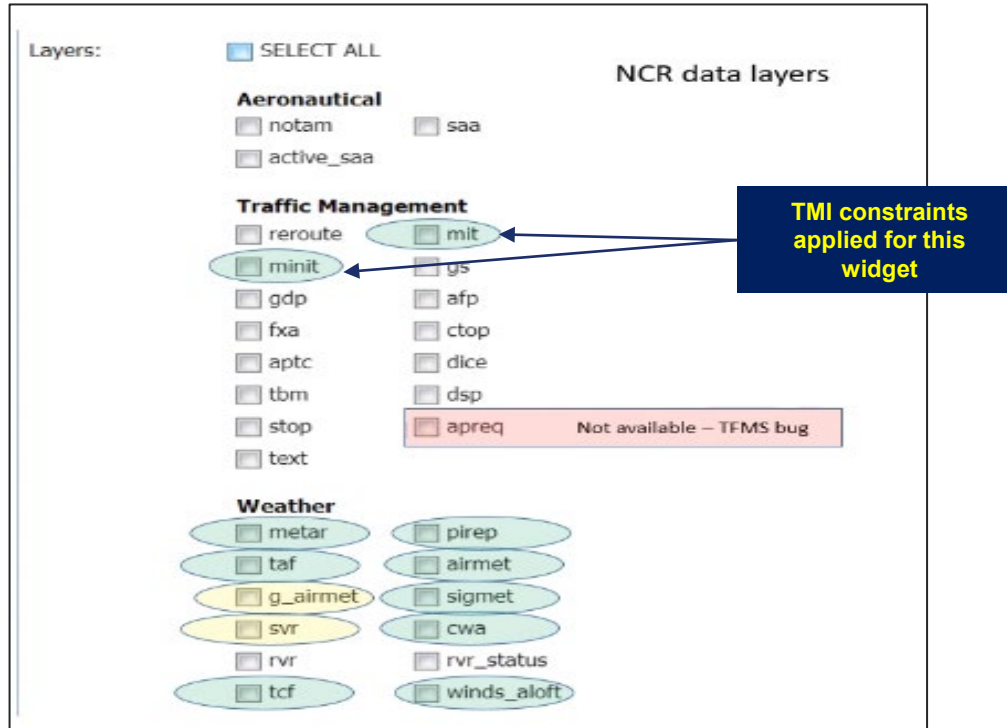 Layers: SELECT ALL
NCR data layers
Aeronautical
notam saa
active_saa
Traffic Management
reroute mit
minit gs
gdp afp
fxa ctop
aptc dice
tbm dsp
stop apreq Not available – TFMS bug
text
TMI constraints
applied for this
widget
Weather
metar pirep
taf airmet
g_airmet sigmet
svr cwa
rvr rvr_status
tcf winds_aloft